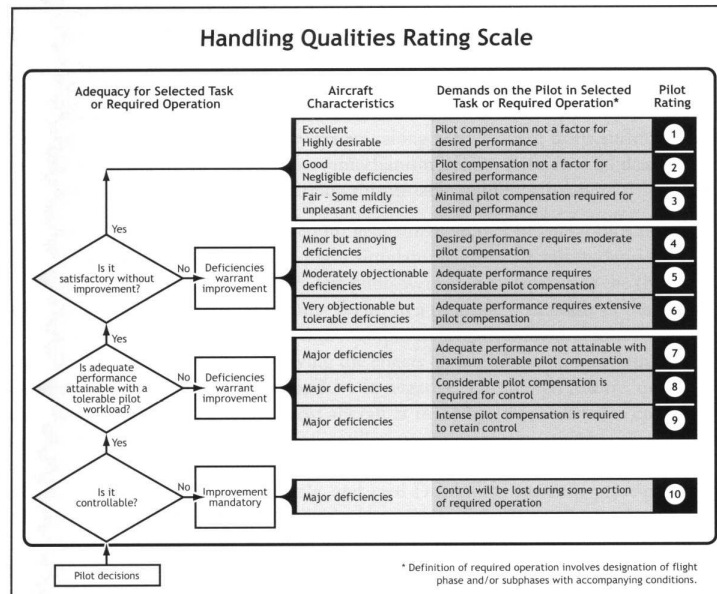 Handling Qualities Rating Scale
Adequacy for Selected Task
or Required Operation
Aircraft
Characteristics
Demands on the Pilot in Selected
Task or Required Operation*
Pilot
Rating
Excellent
Highly desirable
Pilot compensation not a factor for
desired performance
1
Good
Negligible deficiencies
Pilot compensation not a factor for
desired performance
2
Fair – Some mildly
unpleasant deficiencies
Minimal pilot compensation required for
desired performance
3
Yes
Is it
satisfactory without
improvement?
No
Deficiencies
warrant
improvement
Minor but annoying
deficiencies
Desired performance requires moderate
pilot compensation
4
Moderately objectionable
deficiencies
Adequate performance requires
considerable pilot compensation
5
Very objectionable but
tolerable deficiencies
Adequate performance requires extensive
pilot compensation
6
Yes
Is adequate
performance
attainable with a
tolerable pilot
workload?
No
Deficiencies
warrant
improvement
Major deficiencies
Adequate performance not attainable with
maximum tolerable pilot compensation
7
Major deficiencies
Considerable pilot compensation is
required for control
8
Major deficiencies
Intense pilot compensation is required
to retain control
9
Yes
Is it
controllable?
No
Improvement
mandatory
Major deficiencies
Control will be lost during some portion
of required operation
10
Pilot decisions
* Definition of required operation involves designation of flight
phase and/or subphases with accompanying conditions.